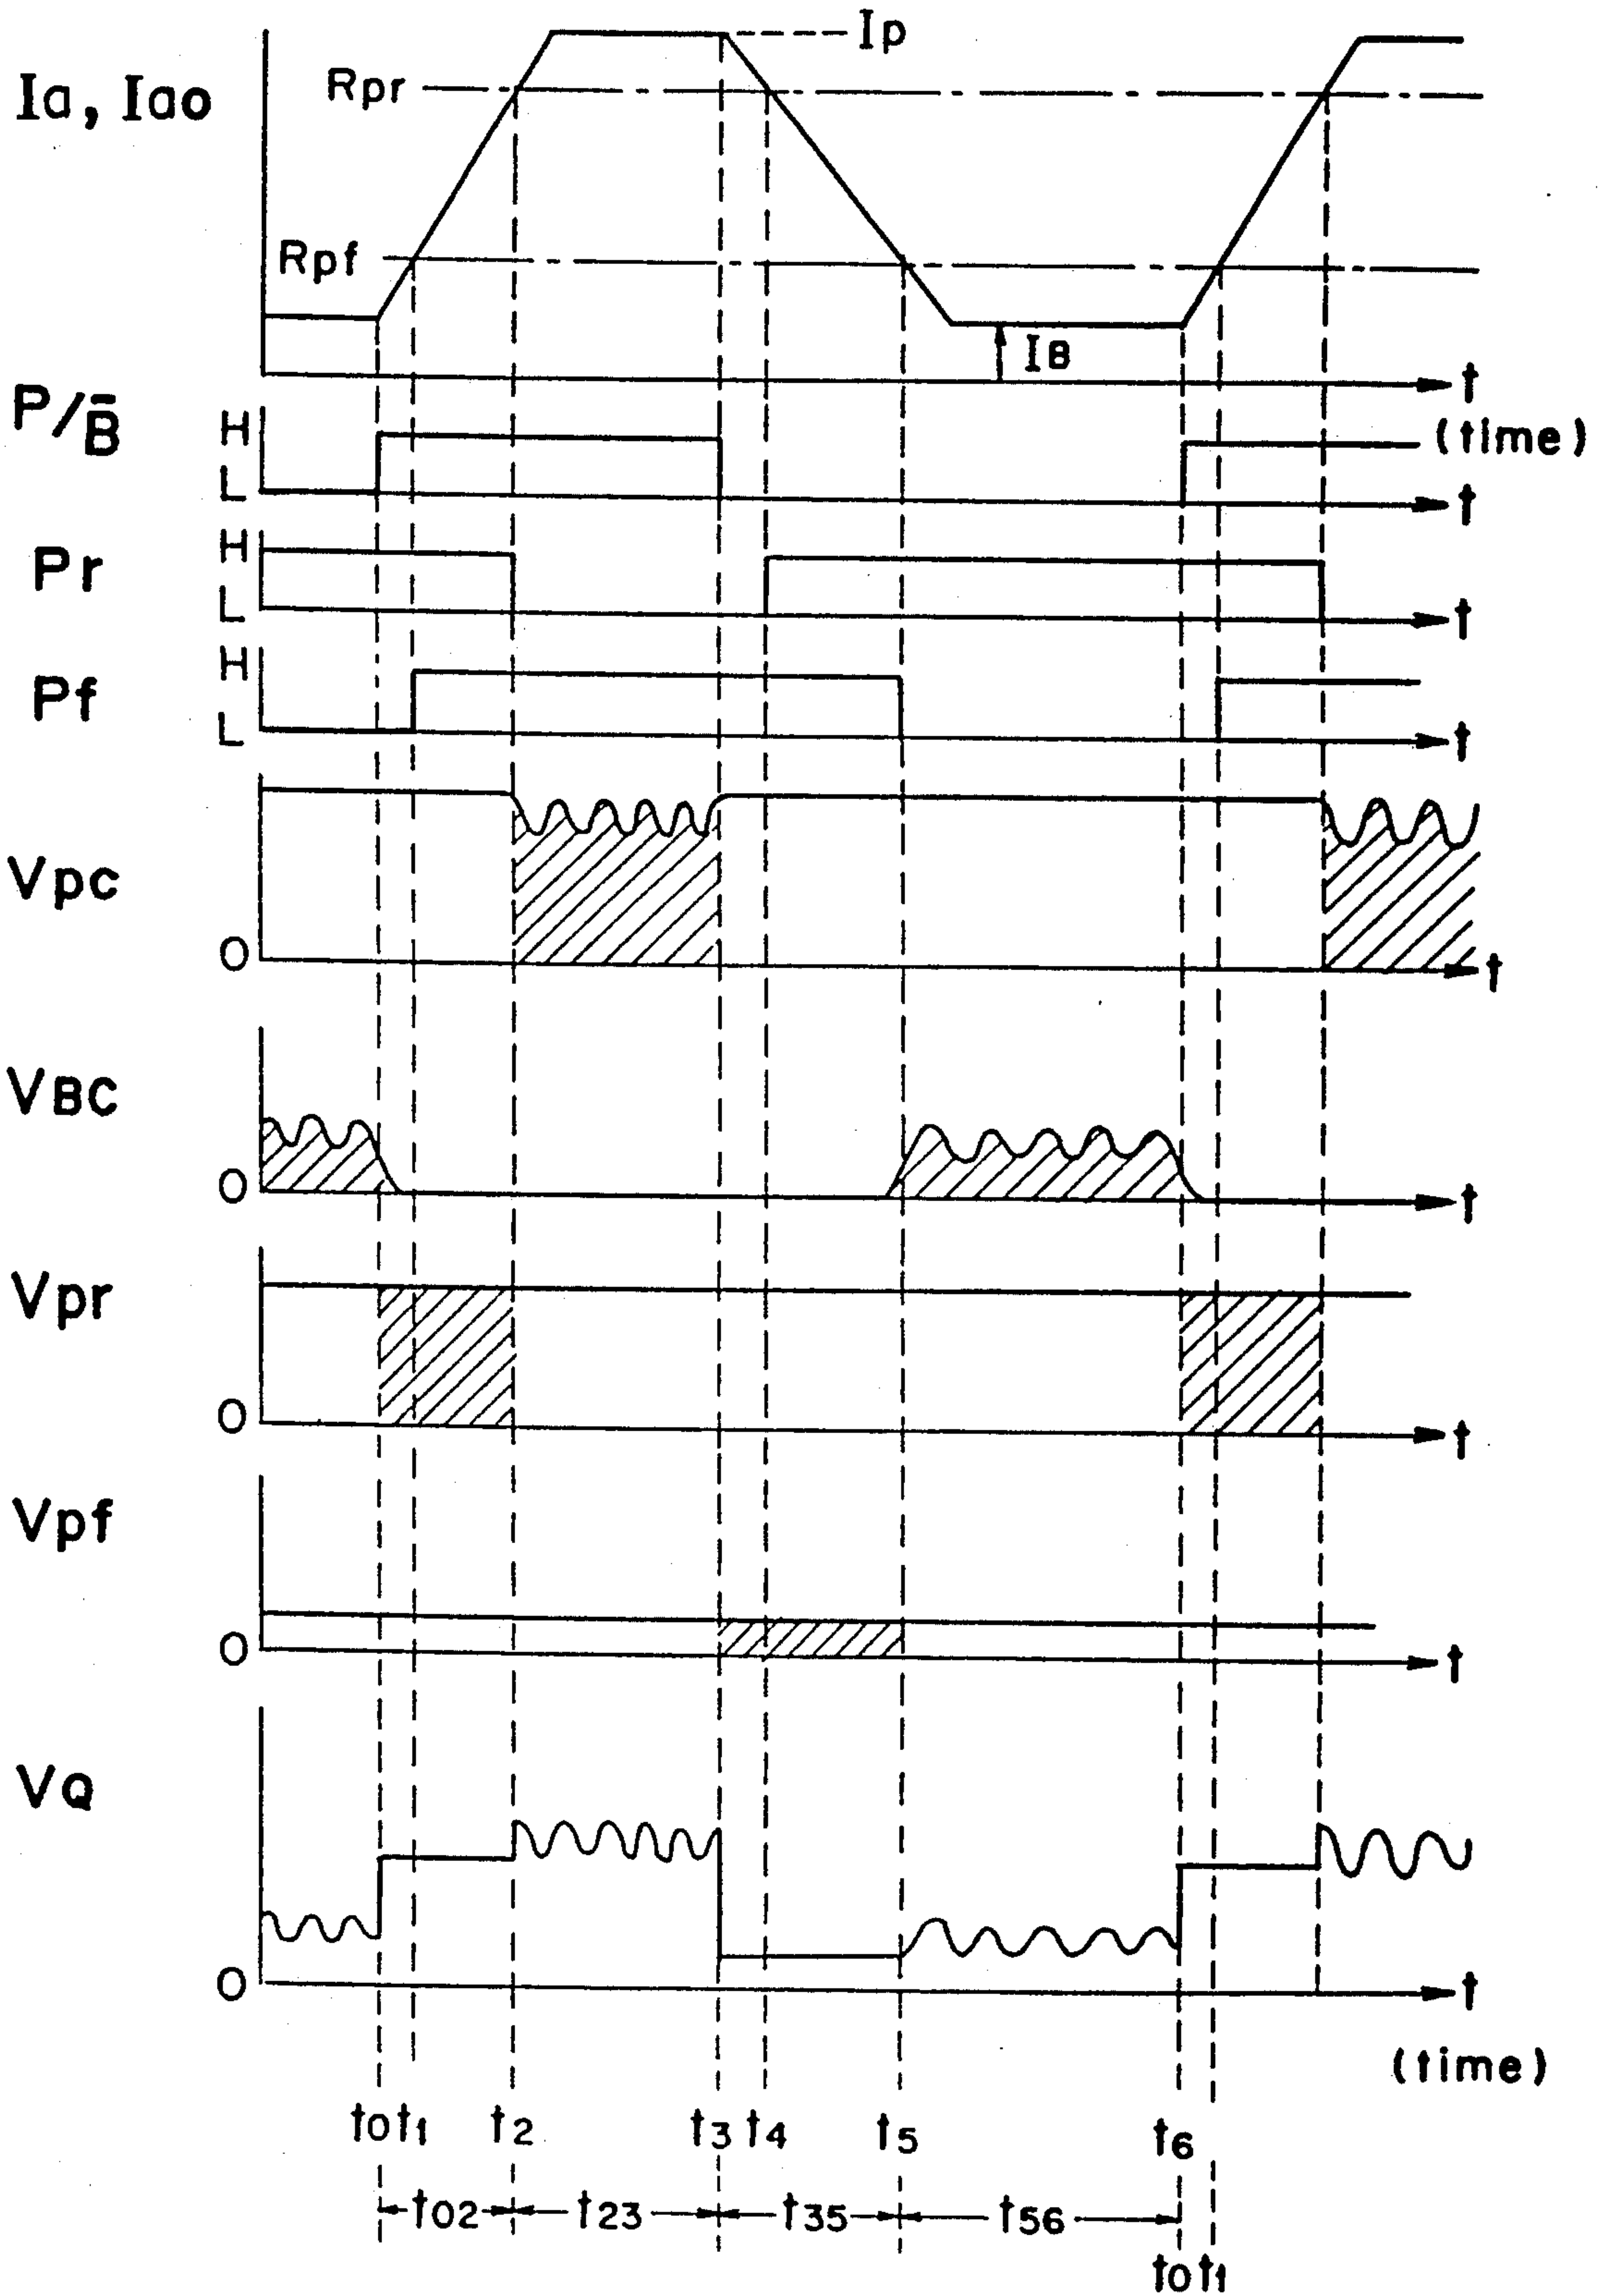 Ia, Iao
Ip
Rpr
Rpf
IB
t
(time)
P/B̄
H
L
t
Pr
H
L
t
Pf
H
L
t
Vpc
O
t
VBC
O
t
Vpr
O
t
Vpf
O
t
VQ
O
t
(time)
t0 t1 t2 t3 t4 t5 t6
t02 t23 t35 t56
t0 t1